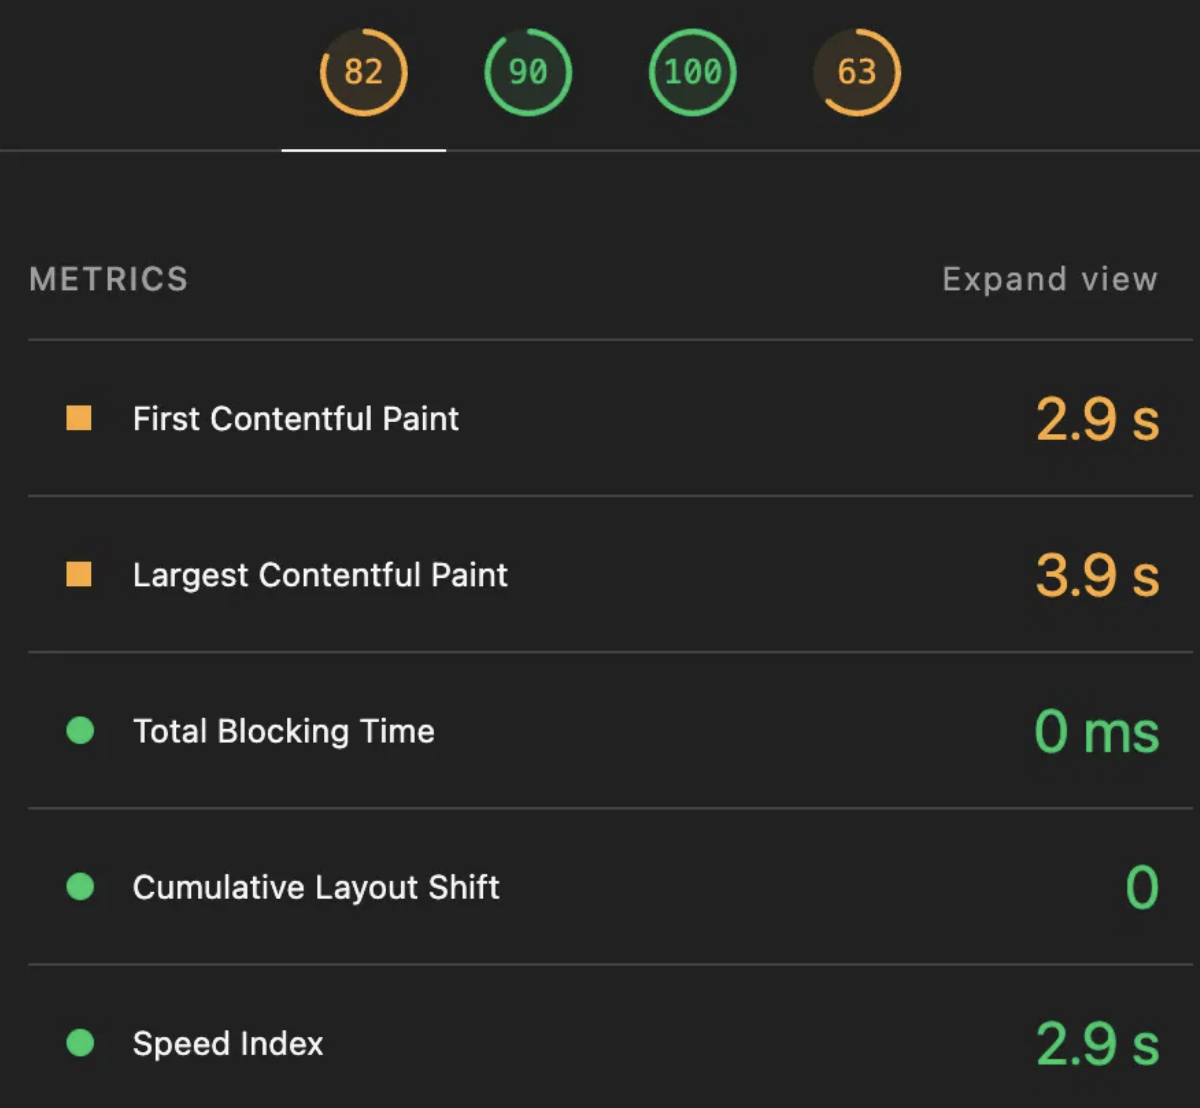 82 90 100 63
METRICS Expand view
First Contentful Paint 2.9 s
Largest Contentful Paint 3.9 s
Total Blocking Time 0 ms
Cumulative Layout Shift 0
Speed Index 2.9 s